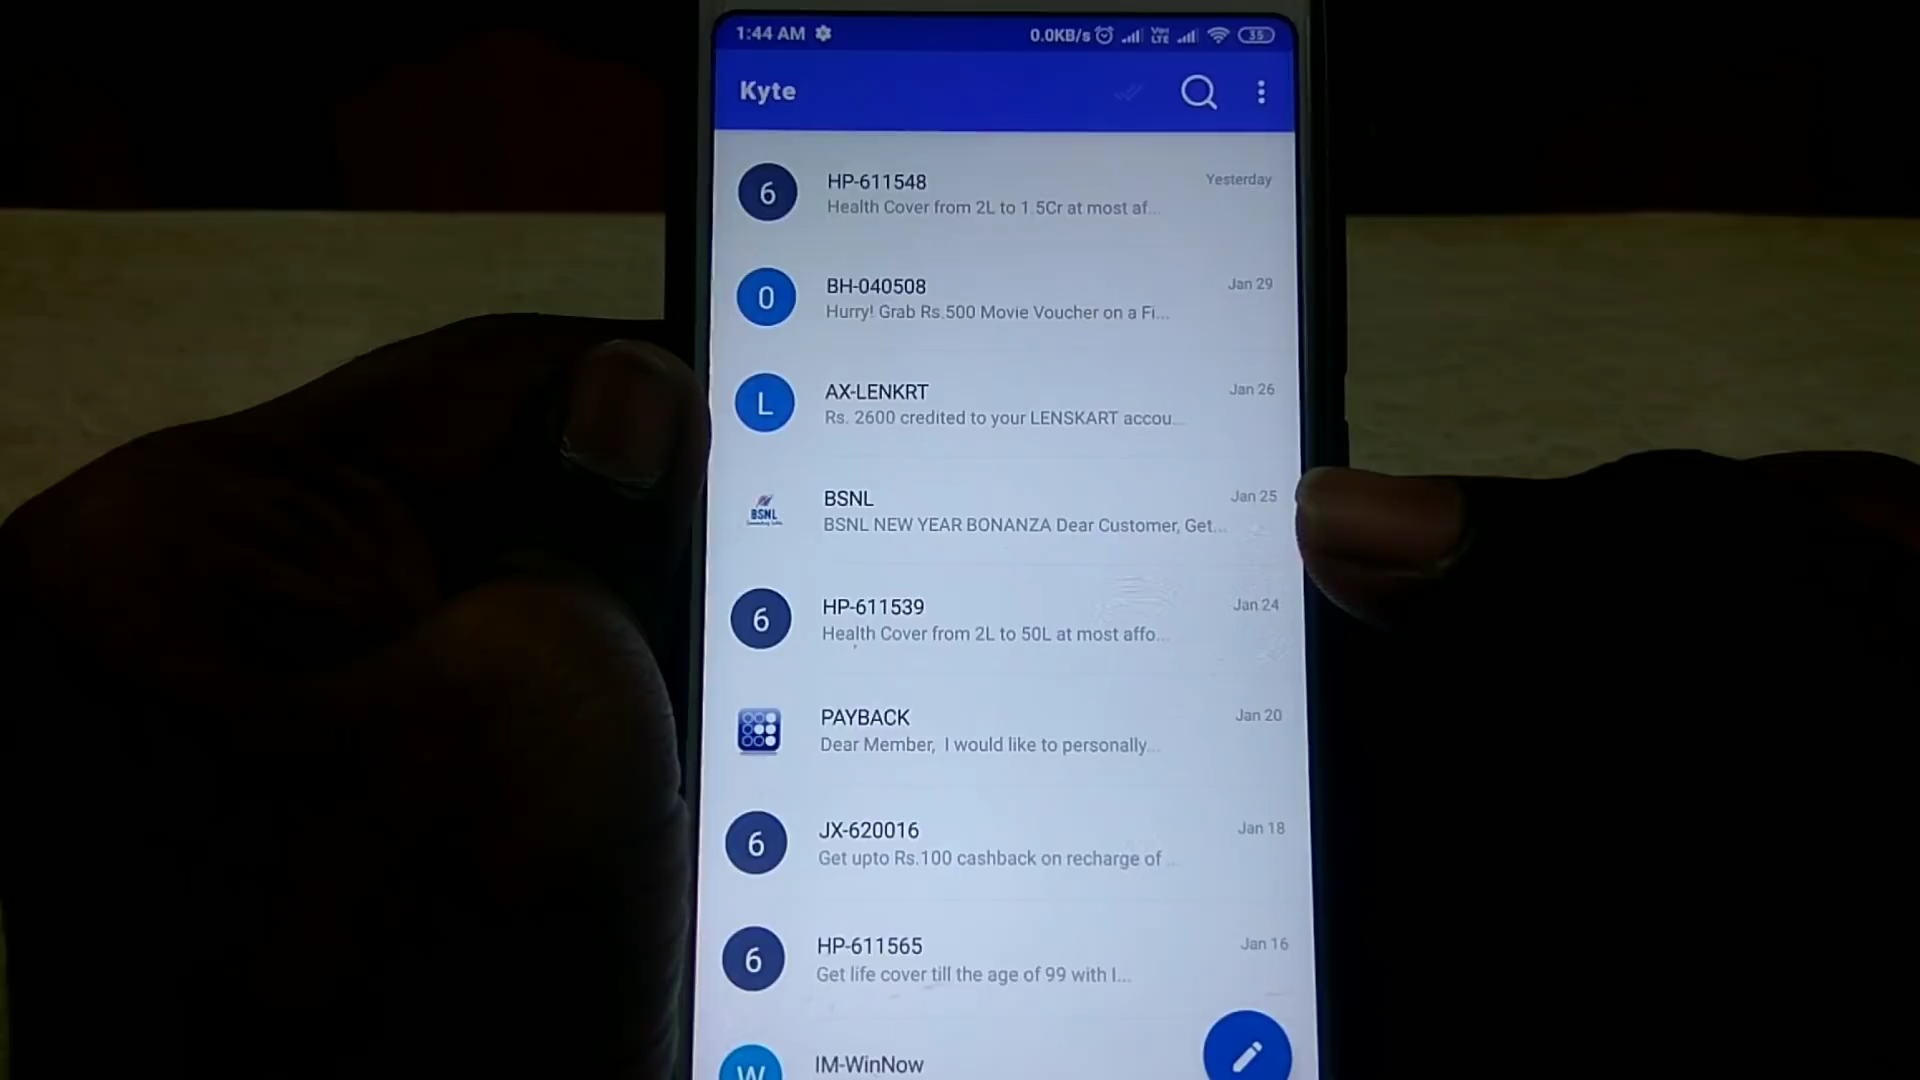 1:44 AM 0.0KB/s VoLTE 35
Kyte
6 HP-611548 Yesterday
Health Cover from 2L to 1.5Cr at most af...
0 BH-040508 Jan 29
Hurry! Grab Rs.500 Movie Voucher on a Fi...
L AX-LENKRT Jan 26
Rs. 2600 credited to your LENSKART accou...
BSNL BSNL Jan 25
BSNL NEW YEAR BONANZA Dear Customer, Get...
6 HP-611539 Jan 24
Health Cover from 2L to 50L at most affo...
PAYBACK Jan 20
Dear Member, I would like to personally...
6 JX-620016 Jan 18
Get upto Rs.100 cashback on recharge of ...
6 HP-611565 Jan 16
Get life cover till the age of 99 with I...
W IM-WinNow